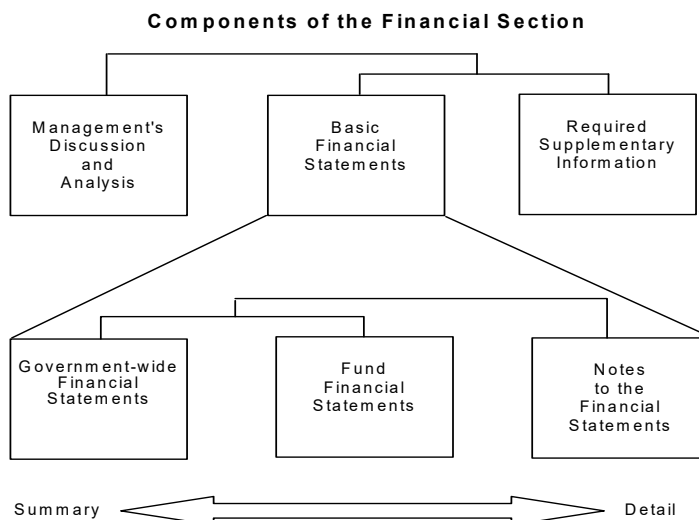 Components of the Financial Section
Management's
Discussion
and
Analysis
Basic
Financial
Statements
Required
Supplementary
Information
Government-wide
Financial
Statements
Fund
Financial
Statements
Notes
to the
Financial
Statements
Summary
Detail